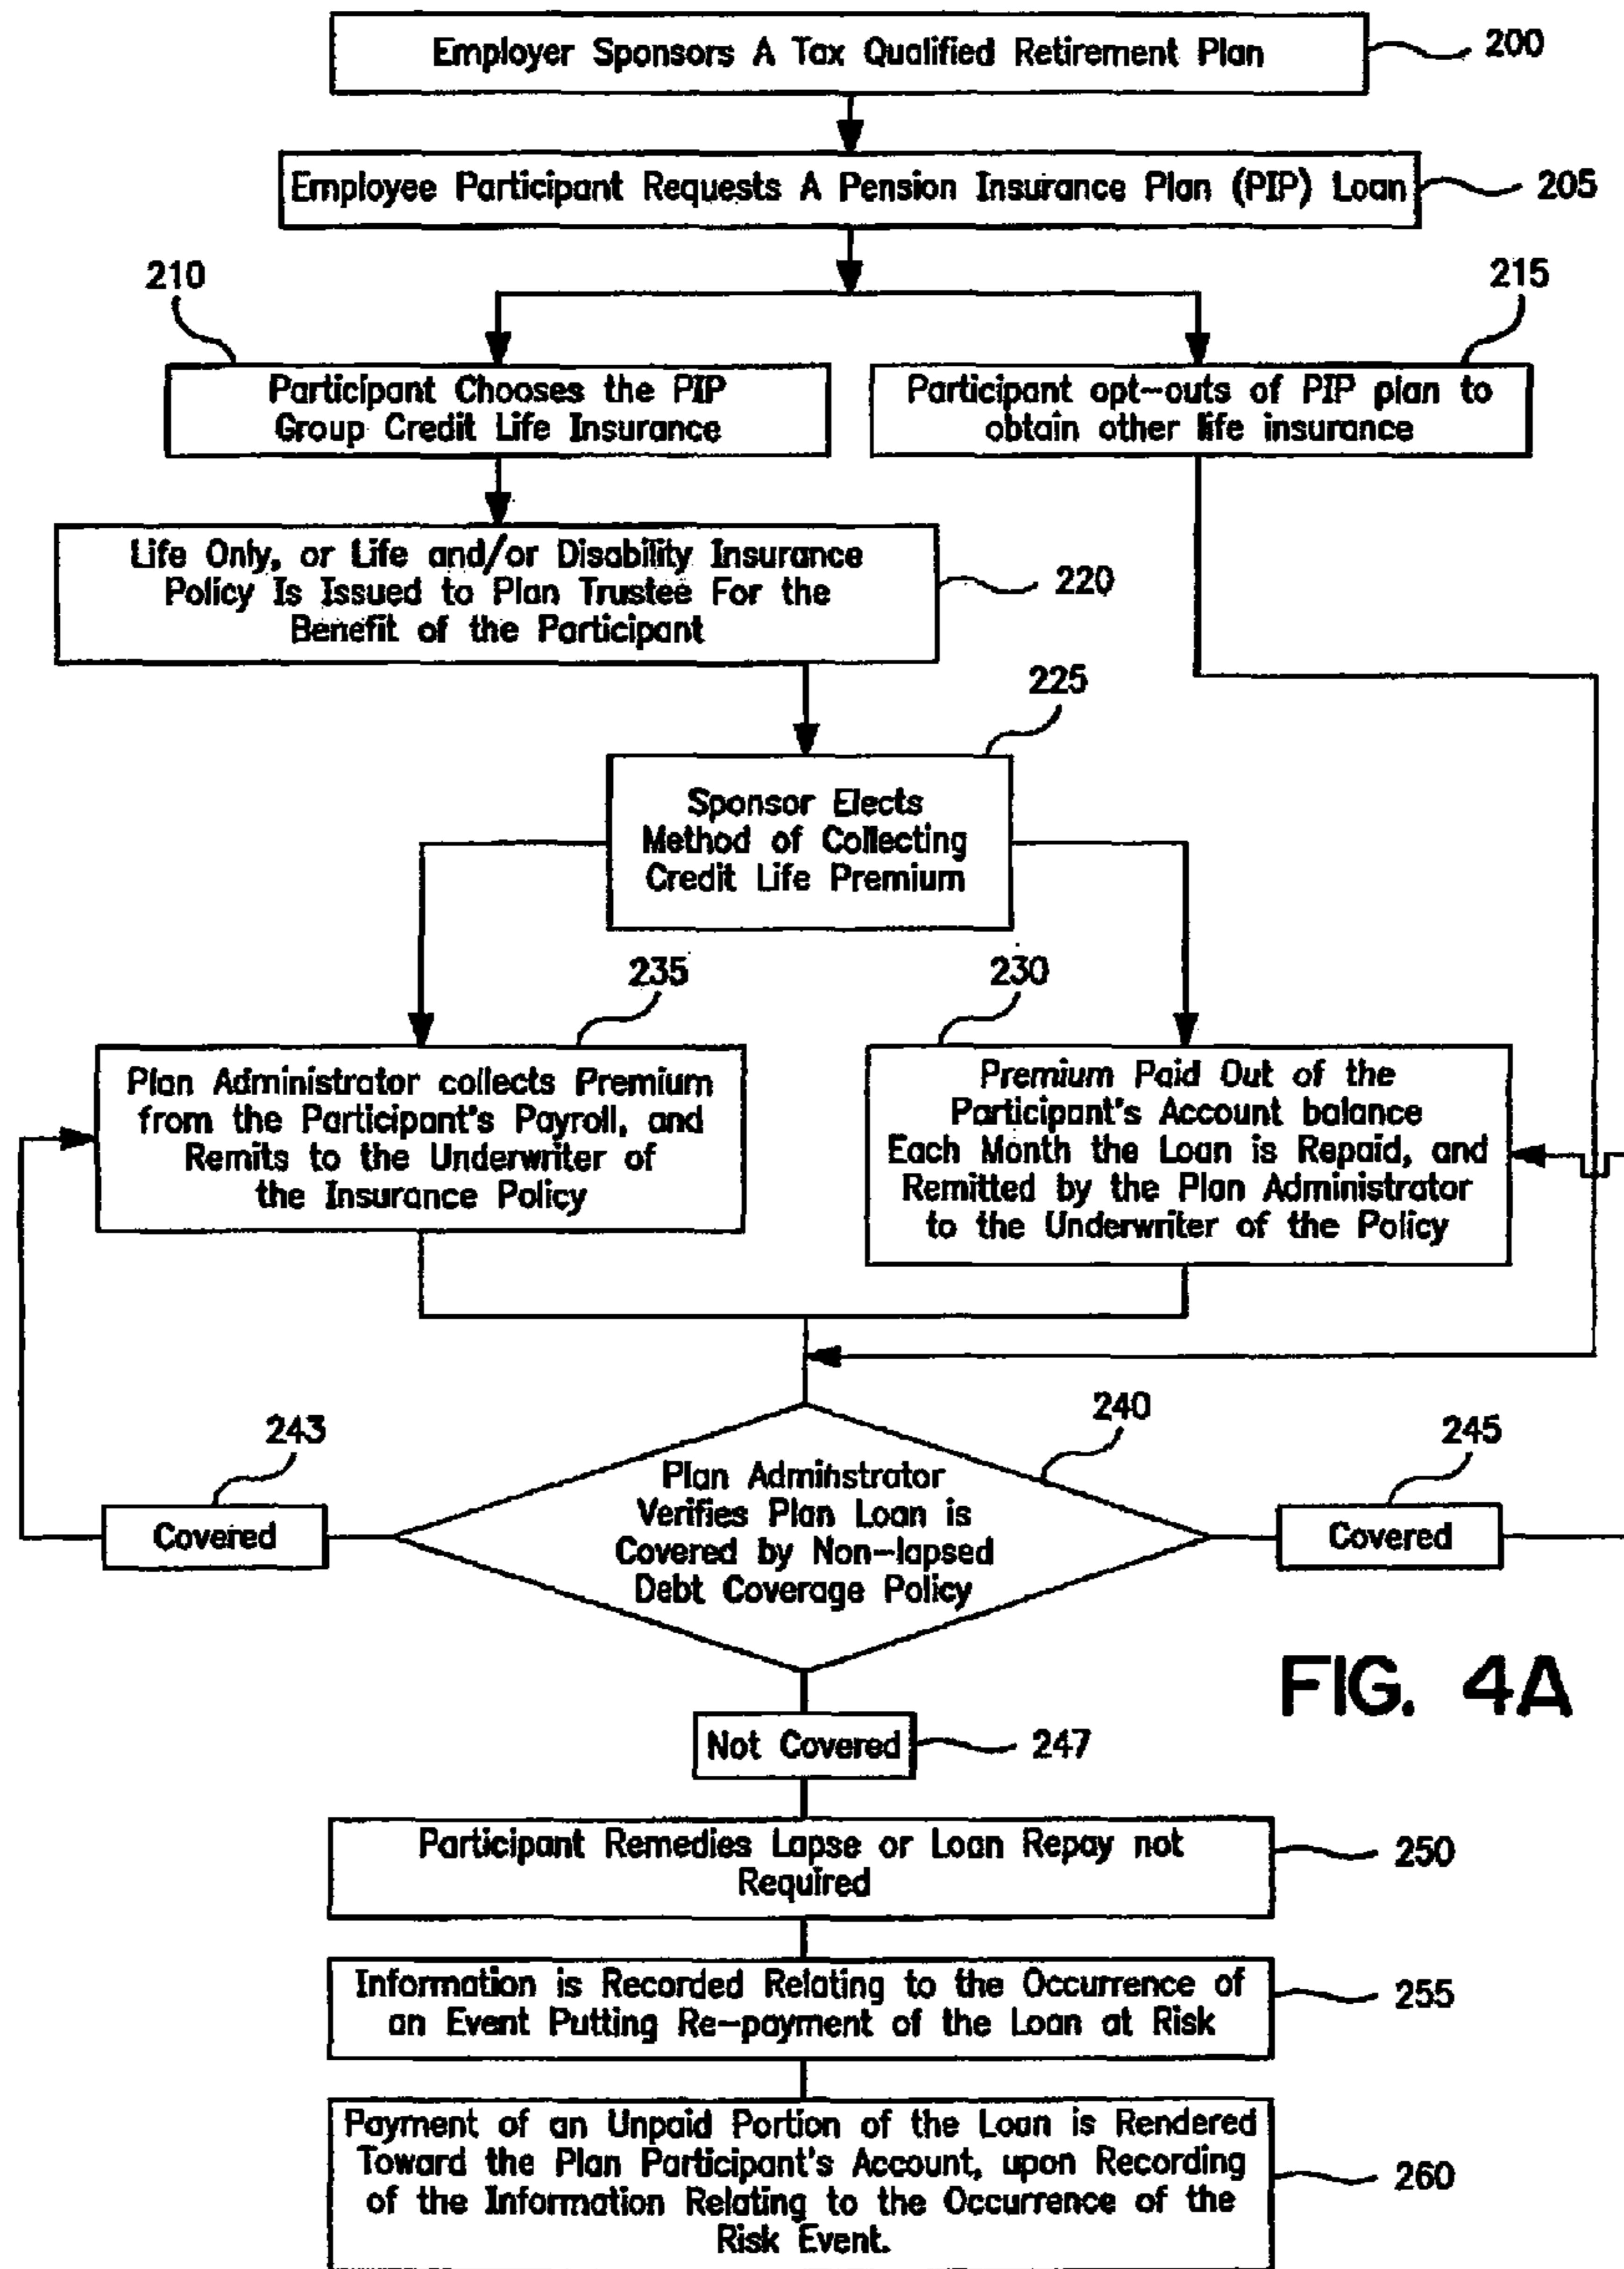 Employer Sponsors A Tax Qualified Retirement Plan
200
Employee Participant Requests A Pension Insurance Plan (PIP) Loan
205
210
215
Participant Chooses the PIP
Group Credit Life Insurance
Participant opt-outs of PIP plan to
obtain other life insurance
Life Only, or Life and/or Disability Insurance
Policy Is Issued to Plan Trustee For the
Benefit of the Participant
220
225
Sponsor Elects
Method of Collecting
Credit Life Premium
235
230
Plan Administrator collects Premium
from the Participant's Payroll, and
Remits to the Underwriter of
the Insurance Policy
Premium Paid Out of the
Participant's Account balance
Each Month the Loan is Repaid, and
Remitted by the Plan Administrator
to the Underwriter of the Policy
243
240
245
Covered
Plan Adminstrator
Verifies Plan Loan is
Covered by Non-lapsed
Debt Coverage Policy
Covered
FIG. 4A
Not Covered
247
Participant Remedies Lapse or Loan Repay not
Required
250
Information is Recorded Relating to the Occurrence of
an Event Putting Re-payment of the Loan at Risk
255
Payment of an Unpaid Portion of the Loan is Rendered
Toward the Plan Participant's Account, upon Recording
of the Information Relating to the Occurrence of the
Risk Event.
260